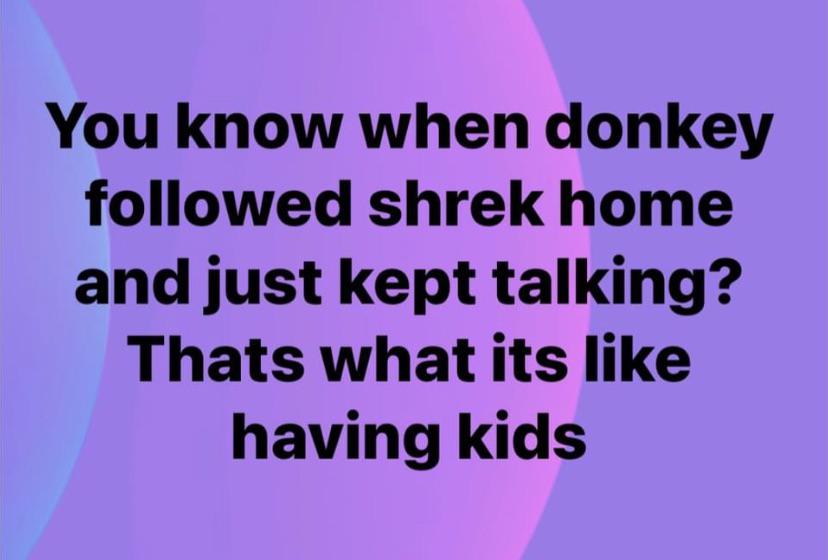 You know when donkey
followed shrek home
and just kept talking?
Thats what its like
having kids